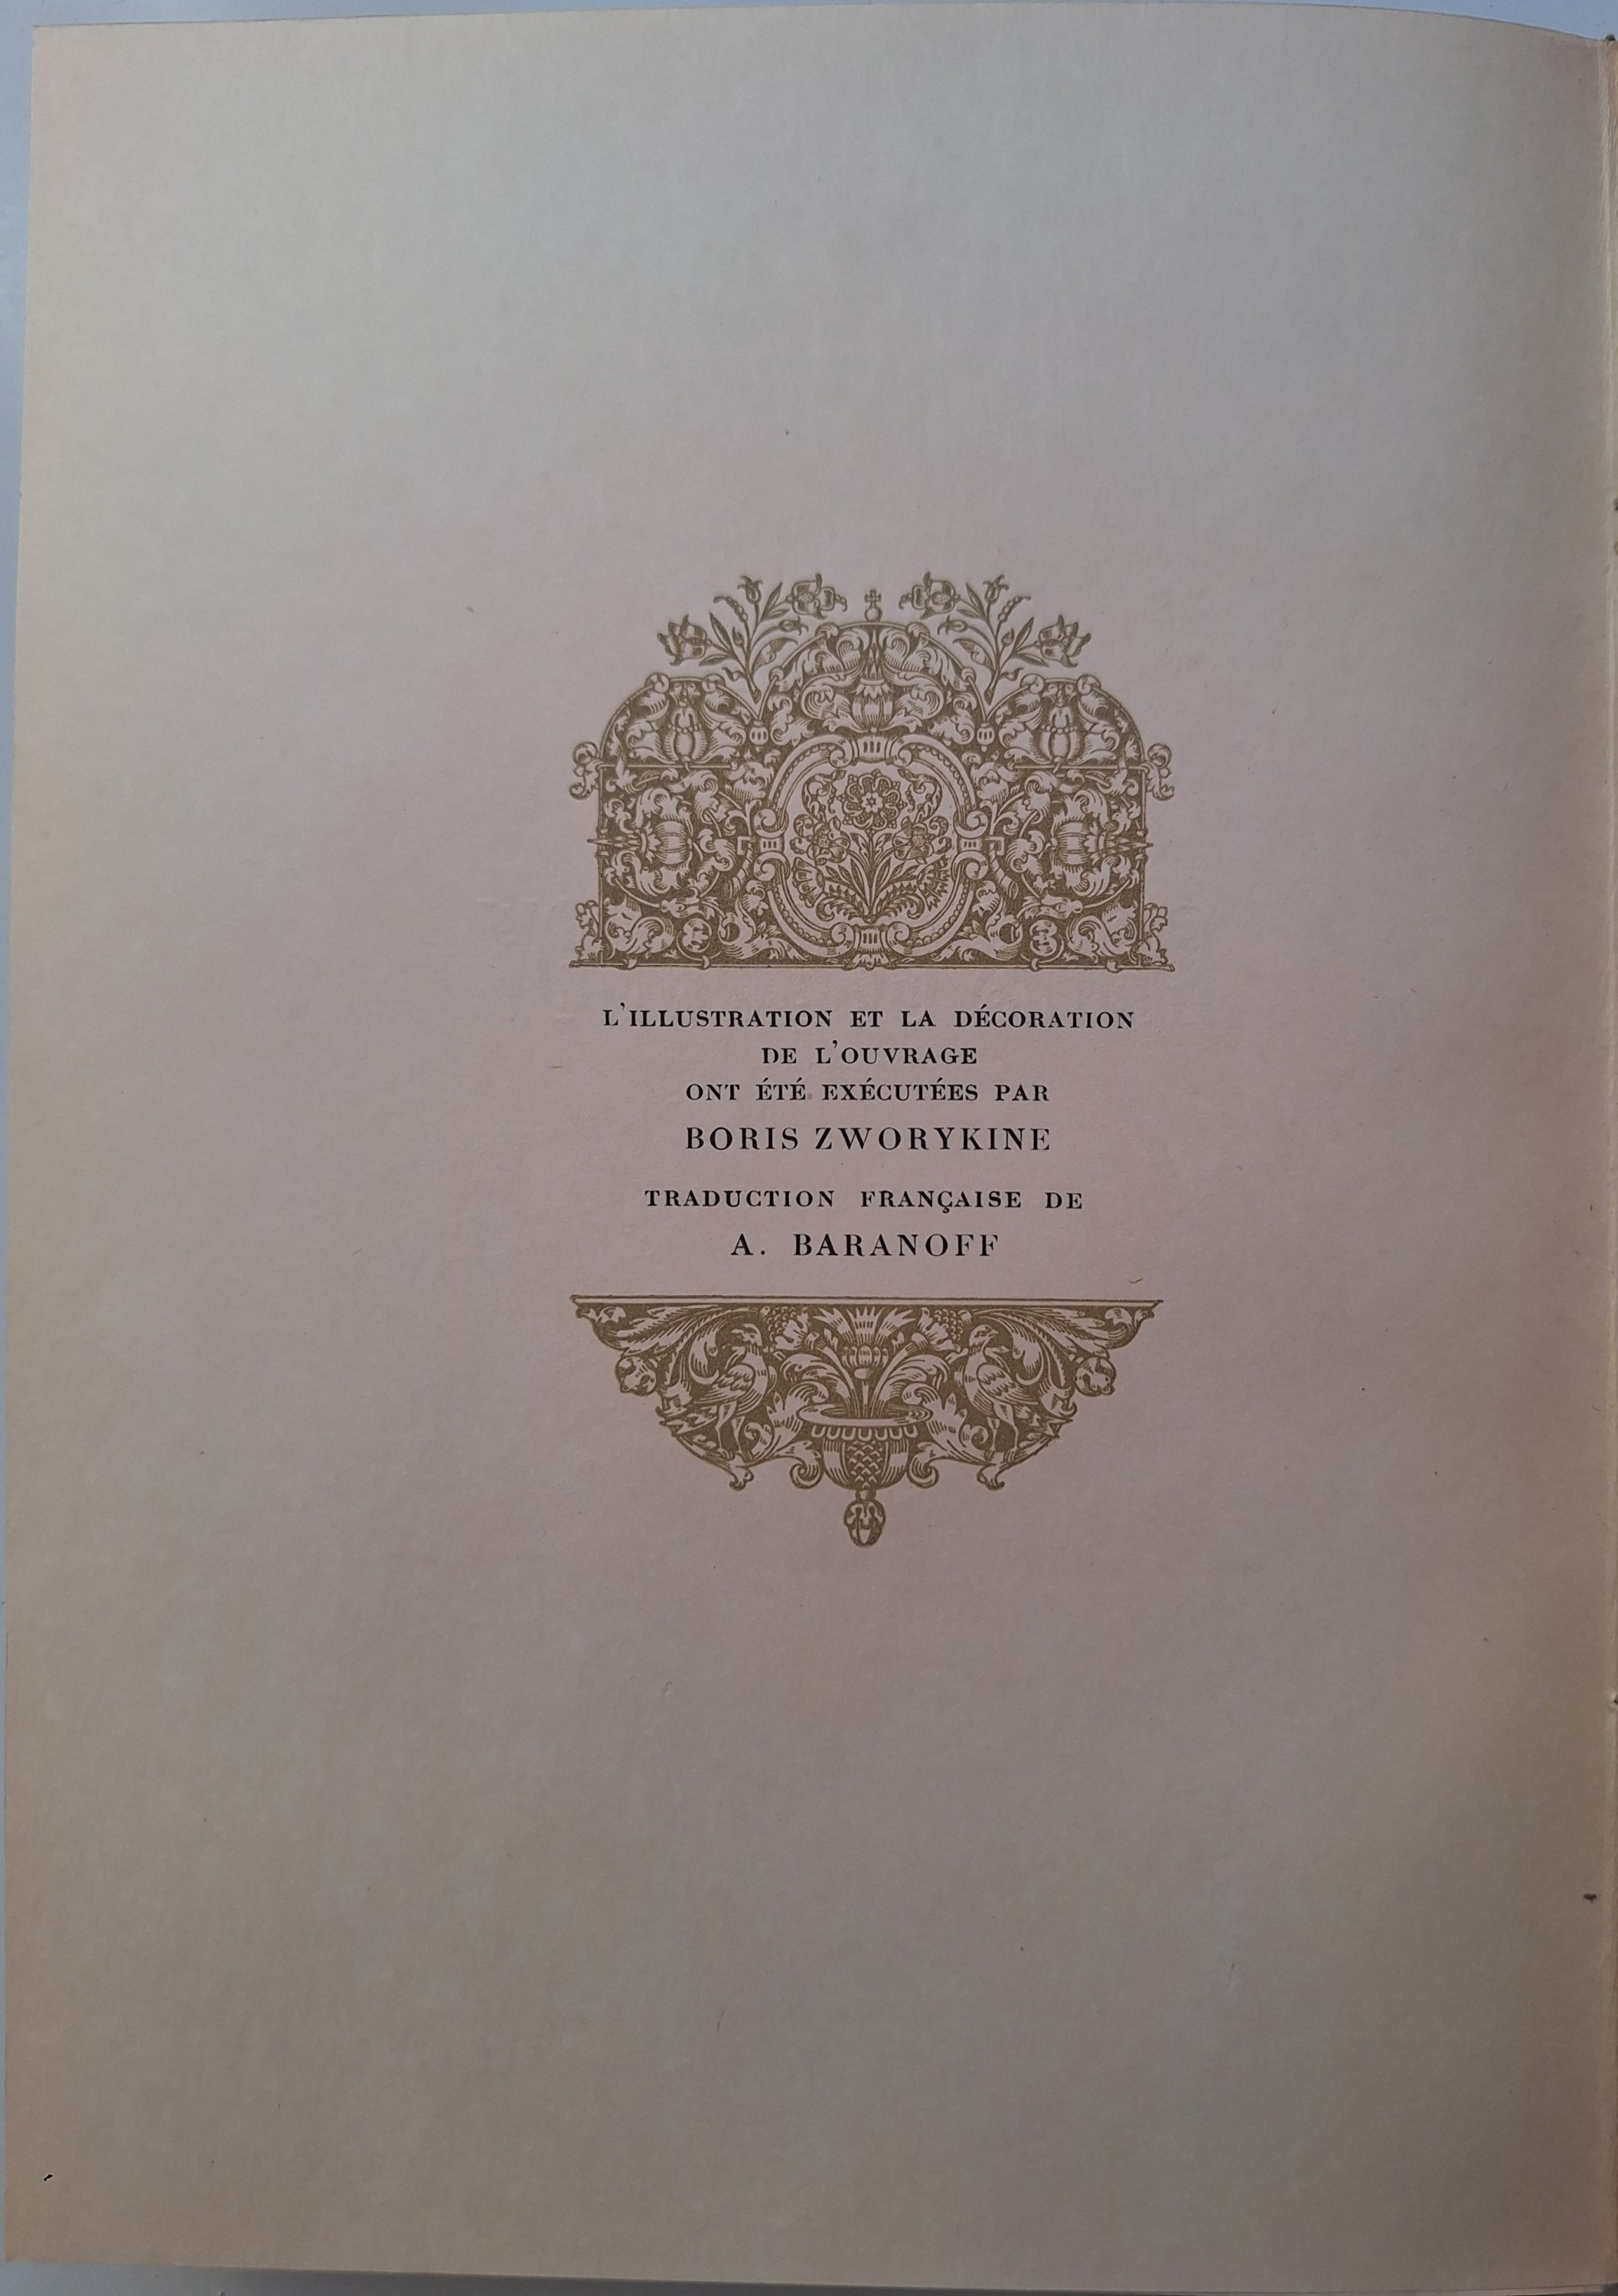 L'ILLUSTRATION ET LA DÉCORATION
DE L'OUVRAGE
ONT ÉTÉ EXÉCUTÉES PAR
BORIS ZWORYKINE
TRADUCTION FRANÇAISE DE
A. BARANOFF